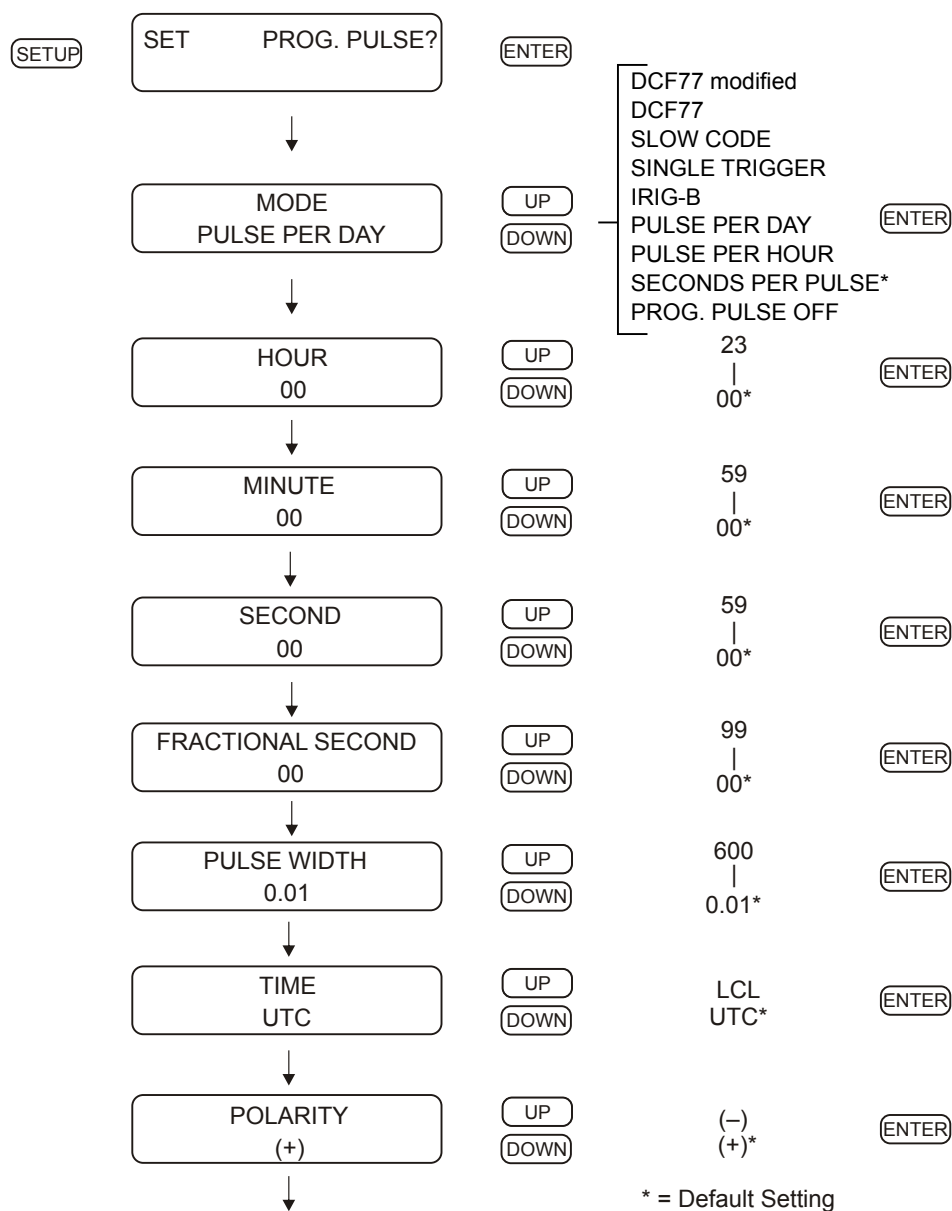 SETUP
SET PROG. PULSE?
ENTER
DCF77 modified
DCF77
SLOW CODE
SINGLE TRIGGER
IRIG-B
PULSE PER DAY
PULSE PER HOUR
SECONDS PER PULSE*
PROG. PULSE OFF
MODE
PULSE PER DAY
UP
DOWN
ENTER
HOUR
00
UP
DOWN
23
|
00*
ENTER
MINUTE
00
UP
DOWN
59
|
00*
ENTER
SECOND
00
UP
DOWN
59
|
00*
ENTER
FRACTIONAL SECOND
00
UP
DOWN
99
|
00*
ENTER
PULSE WIDTH
0.01
UP
DOWN
600
|
0.01*
ENTER
TIME
UTC
UP
DOWN
LCL
UTC*
ENTER
POLARITY
(+)
UP
DOWN
(–)
(+)*
ENTER
* = Default Setting